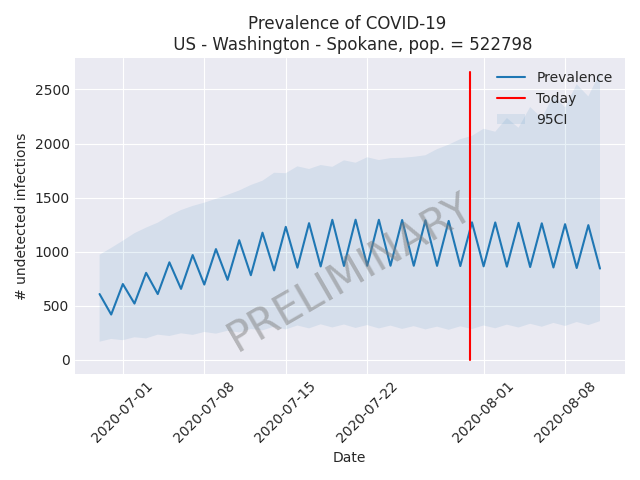 Prevalence of COVID-19
US - Washington - Spokane, pop. = 522798
Prevalence
Today
95CI
2500
2000
1500
1000
500
0
# undetected infections
PRELIMINARY
2020-07-01
2020-07-08
2020-07-15
2020-07-22
2020-08-01
2020-08-08
Date